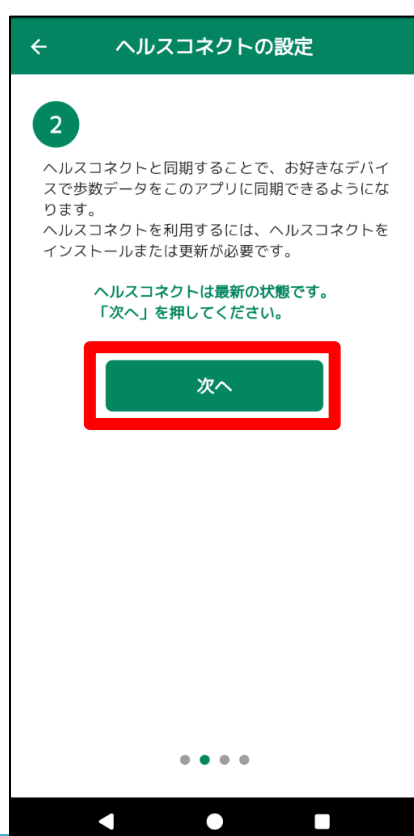 ヘルスコネクトの設定
2
ヘルスコネクトと同期することで、お好きなデバイ
スで歩数データをこのアプリに同期できるようにな
ります。
ヘルスコネクトを利用するには、ヘルスコネクトを
インストールまたは更新が必要です。
ヘルスコネクトは最新の状態です。
「次へ」を押してください。
次へ